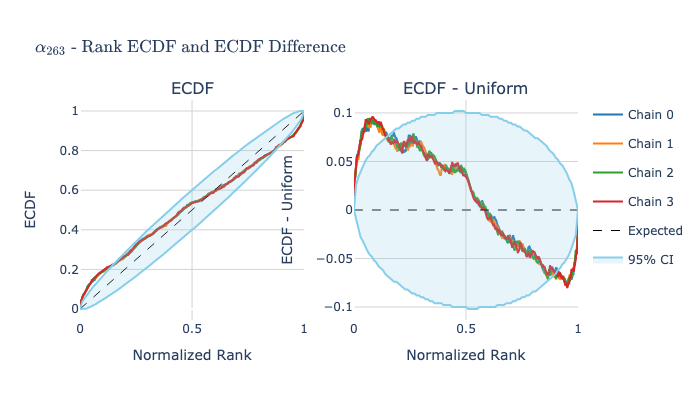 α₂₆₃ - Rank ECDF and ECDF Difference
ECDF
ECDF
1
0.8
0.6
0.4
0.2
0
0
0.5
1
Normalized Rank
ECDF - Uniform
ECDF - Uniform
0.1
0.05
0
−0.05
−0.1
0
0.5
1
Normalized Rank
Chain 0
Chain 1
Chain 2
Chain 3
Expected
95% CI